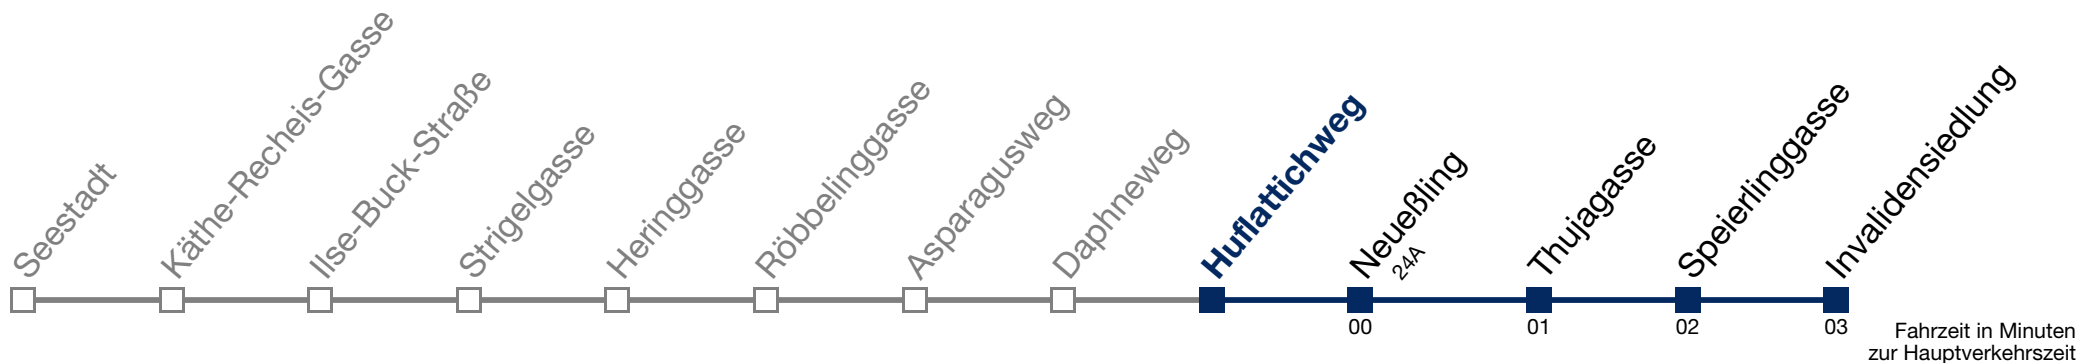 Seestadt
Käthe-Recheis-Gasse
Ilse-Buck-Straße
Strigelgasse
Heringgasse
Röbbelinggasse
Asparagusweg
Daphneweg
Huflattichweg
Neueßling
24A
Thujagasse
Speierlinggasse
Invalidensiedlung
00
01
02
03
Fahrzeit in Minuten
zur Hauptverkehrszeit